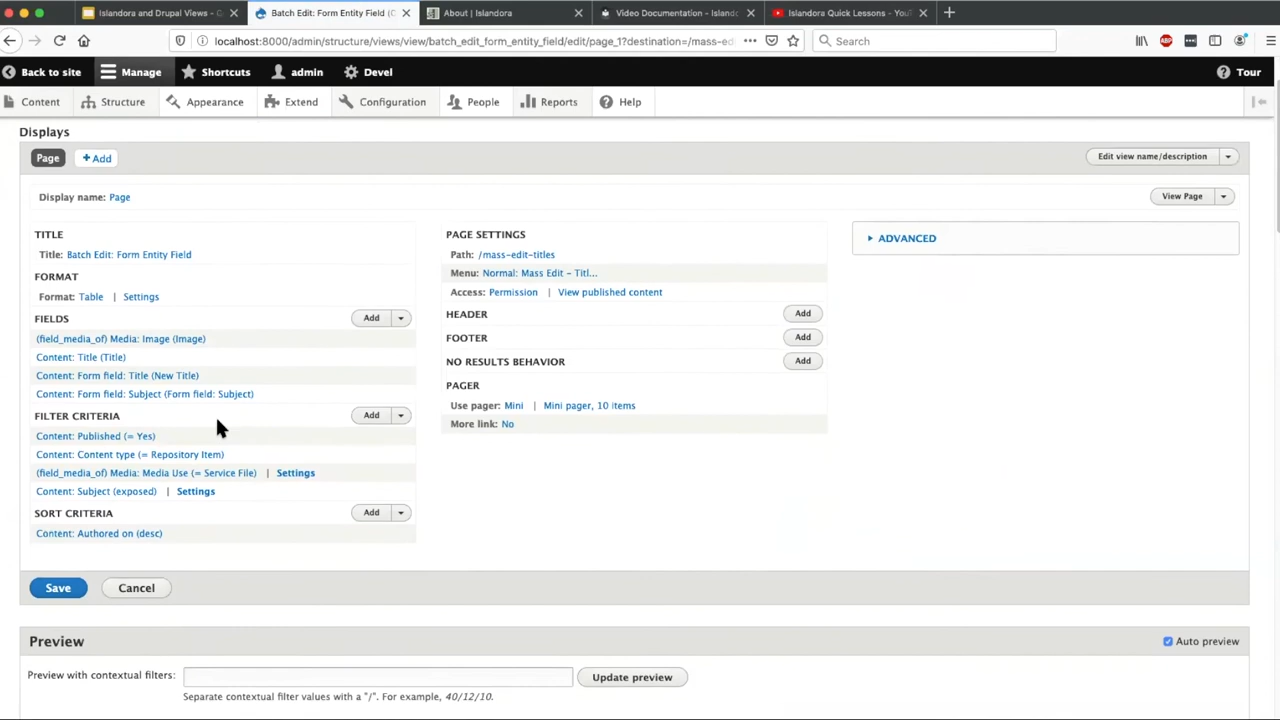 Islandora and Drupal Views - G
Batch Edit: Form Entity Field (C
About | Islandora
Video Documentation - Island
Islandora Quick Lessons - YouT
localhost:8000/admin/structure/views/view/batch_edit_form_entity_field/edit/page_1?destination=/mass-ed
Search
Back to site
Manage
Shortcuts
admin
Devel
Tour
Content
Structure
Appearance
Extend
Configuration
People
Reports
Help
Displays
Page
+ Add
Edit view name/description
Display name: Page
View Page
TITLE
Title: Batch Edit: Form Entity Field
FORMAT
Format: Table | Settings
FIELDS
Add
(field_media_of) Media: Image (Image)
Content: Title (Title)
Content: Form field: Title (New Title)
Content: Form field: Subject (Form field: Subject)
FILTER CRITERIA
Add
Content: Published (= Yes)
Content: Content type (= Repository Item)
(field_media_of) Media: Media Use (= Service File) | Settings
Content: Subject (exposed) | Settings
SORT CRITERIA
Add
Content: Authored on (desc)
PAGE SETTINGS
Path: /mass-edit-titles
Menu: Normal: Mass Edit - Titl...
Access: Permission | View published content
HEADER
Add
FOOTER
Add
NO RESULTS BEHAVIOR
Add
PAGER
Use pager: Mini | Mini pager, 10 items
More link: No
ADVANCED
Save
Cancel
Preview
Auto preview
Preview with contextual filters:
Update preview
Separate contextual filter values with a "/". For example, 40/12/10.